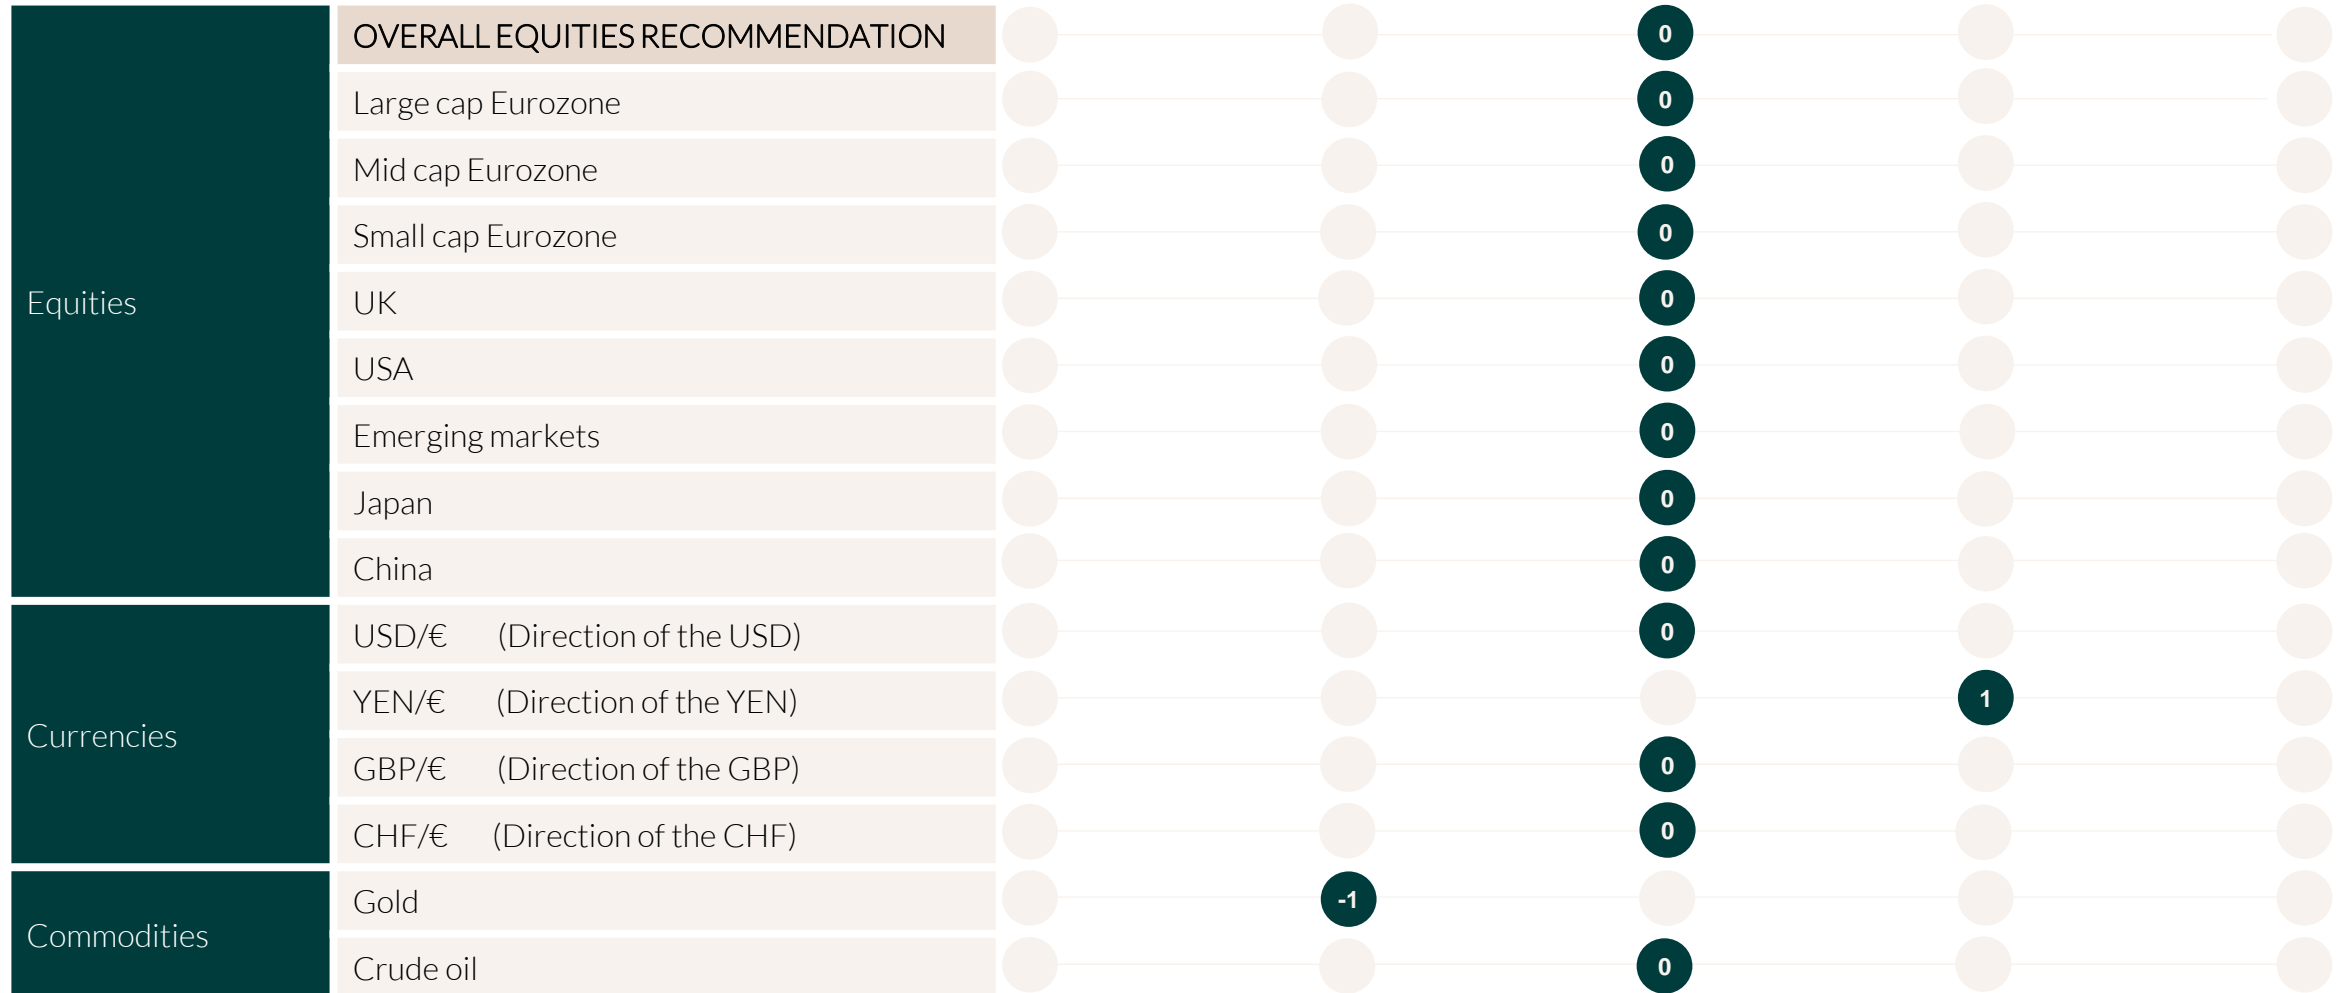 OVERALL EQUITIES RECOMMENDATION 0
Large cap Eurozone 0
Mid cap Eurozone 0
Small cap Eurozone 0
Equities
UK 0
USA 0
Emerging markets 0
Japan 0
China 0
USD/€ (Direction of the USD) 0
YEN/€ (Direction of the YEN) 1
Currencies
GBP/€ (Direction of the GBP) 0
CHF/€ (Direction of the CHF) 0
Gold -1
Commodities
Crude oil 0